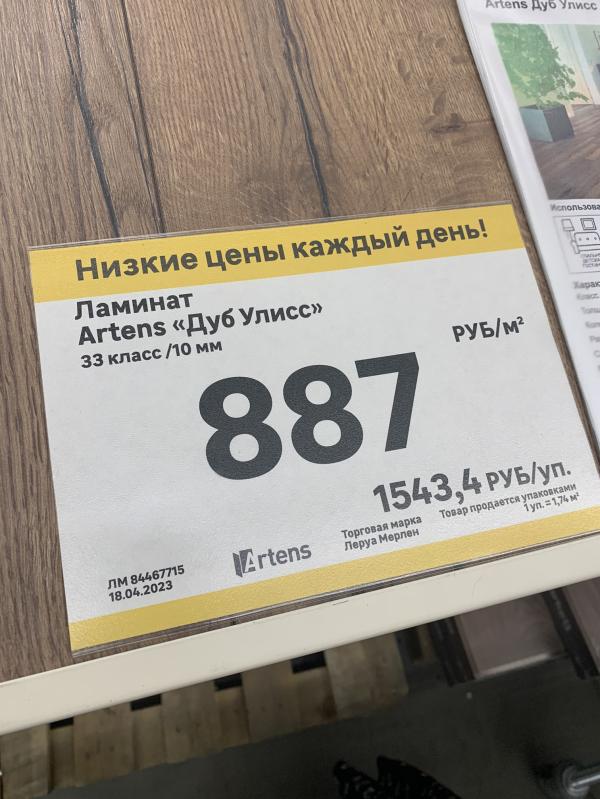 Artens Дуб Улисс
Низкие цены каждый день!
Ламинат
Artens «Дуб Улисс»
33 класс /10 мм
РУБ/м²
887
1543,4 РУБ/уп.
Товар продается упаковками
1 уп. = 1,74 м²
Торговая марка
Леруа Мерлен
Artens
ЛМ 84467715
18.04.2023